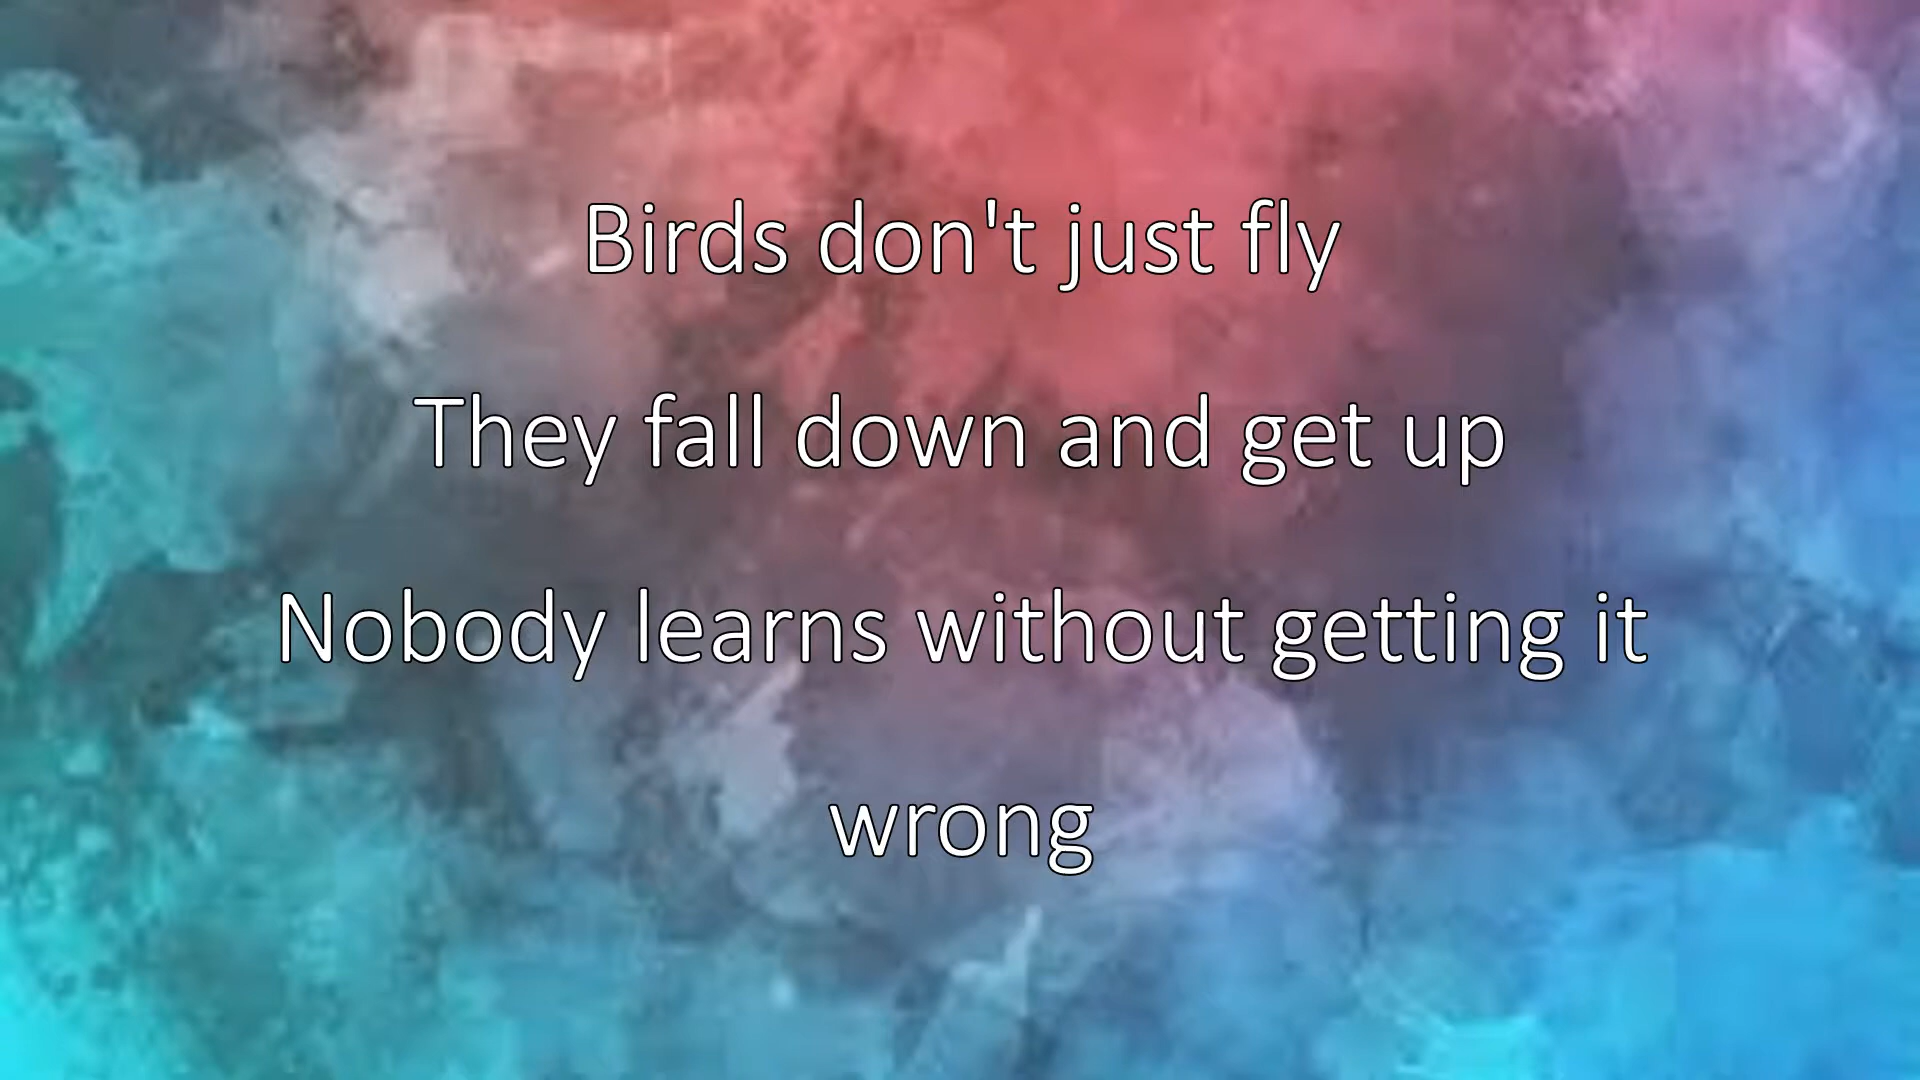 Birds don't just fly
They fall down and get up
Nobody learns without getting it
wrong